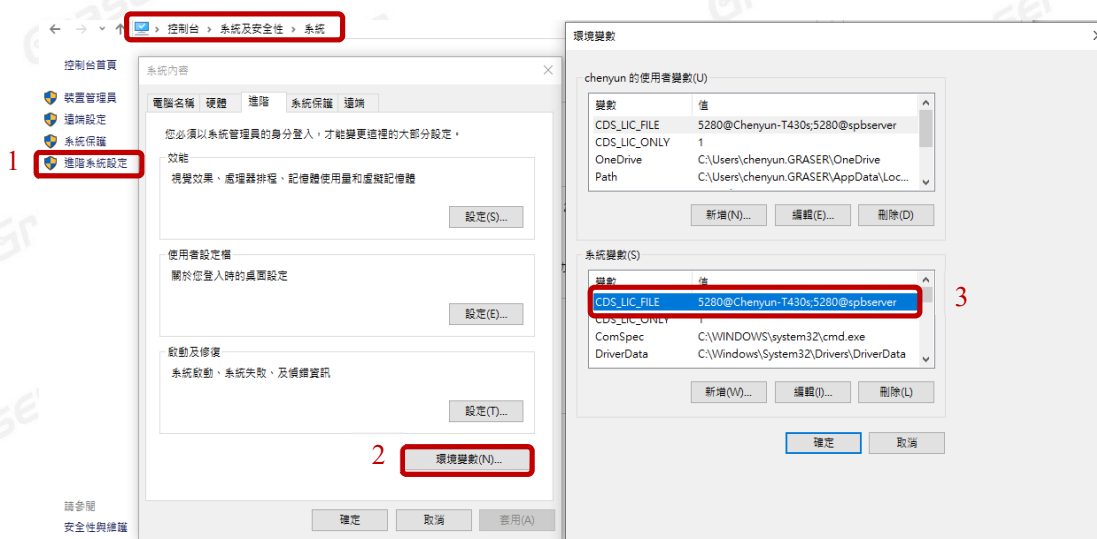 控制台 › 系統及安全性 › 系統
控制台首頁
裝置管理員
遠端設定
系統保護
1
進階系統設定
請參閱
安全性與維護
系統內容
電腦名稱 硬體 進階 系統保護 遠端
您必須以系統管理員的身分登入，才能變更這裡的大部分設定。
效能
視覺效果、處理器排程、記憶體使用量和虛擬記憶體
設定(S)...
使用者設定檔
關於您登入時的桌面設定
設定(E)...
啟動及修復
系統啟動、系統失敗、及偵錯資訊
設定(T)...
2
環境變數(N)...
確定 取消 套用(A)
環境變數
chenyun 的使用者變數(U)
變數 值
CDS_LIC_FILE 5280@Chenyun-T430s;5280@spbserver
CDS_LIC_ONLY 1
OneDrive C:\Users\chenyun.GRASER\OneDrive
Path C:\Users\chenyun.GRASER\AppData\Loc...
新增(N)... 編輯(E)... 刪除(D)
系統變數(S)
變數 值
CDS_LIC_FILE 5280@Chenyun-T430s;5280@spbserver
3
CDS_LIC_ONLY 1
ComSpec C:\WINDOWS\system32\cmd.exe
DriverData C:\Windows\System32\Drivers\DriverData
新增(W)... 編輯(I)... 刪除(L)
確定 取消